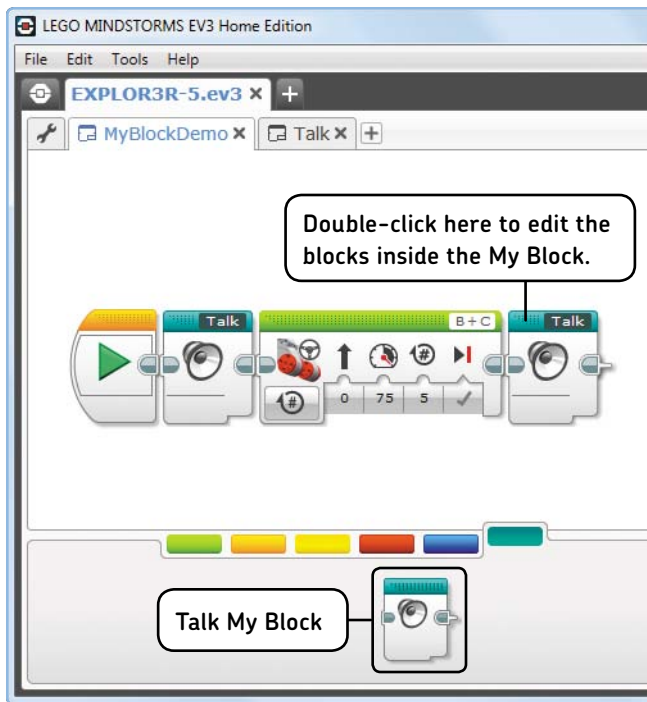 LEGO MINDSTORMS EV3 Home Edition
File Edit Tools Help
EXPLOR3R-5.ev3 × +
MyBlockDemo × Talk × +
Double-click here to edit the
blocks inside the My Block.
Talk B+C Talk
# 0 75 5
Talk My Block